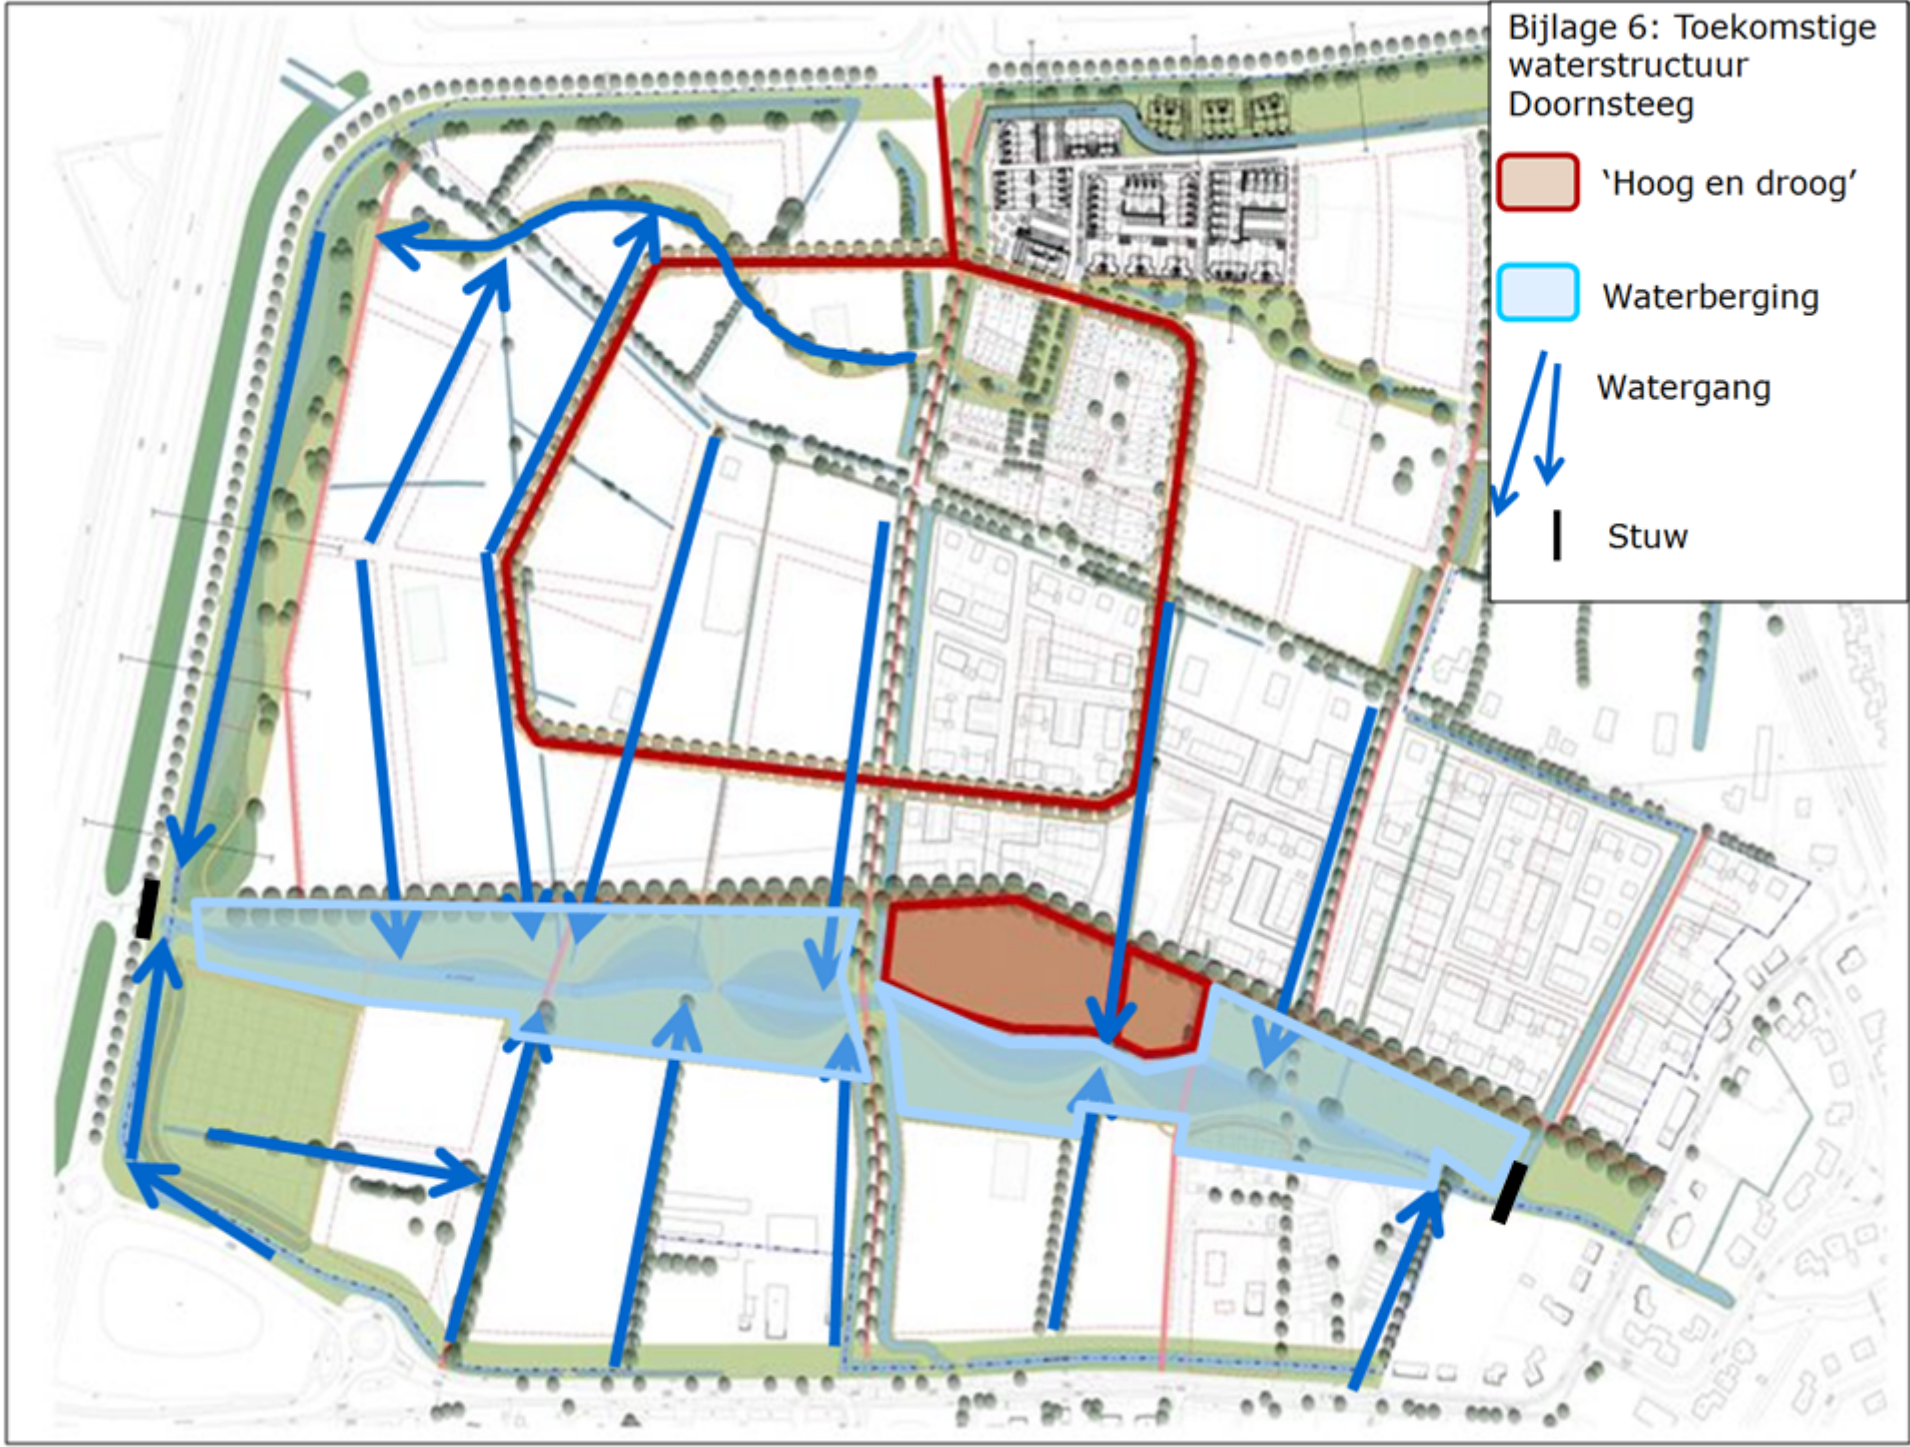 Bijlage 6: Toekomstige
waterstructuur
Doornsteeg
‘Hoog en droog’
Waterberging
Watergang
Stuw